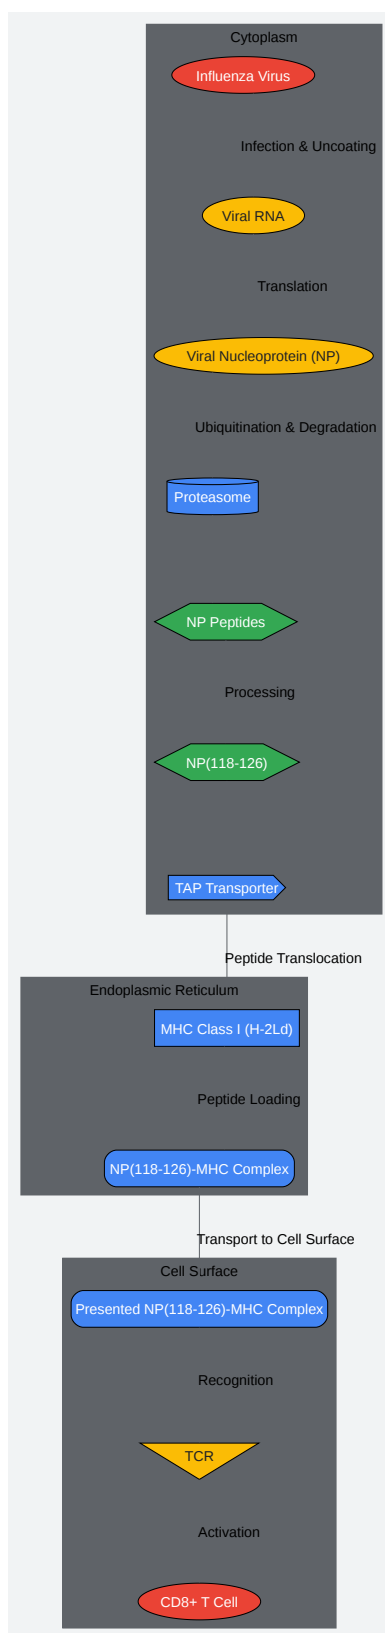 Cytoplasm
Influenza Virus
Infection & Uncoating
Viral RNA
Translation
Viral Nucleoprotein (NP)
Ubiquitination & Degradation
Proteasome
NP Peptides
Processing
NP(118-126)
TAP Transporter
Peptide Translocation
Endoplasmic Reticulum
MHC Class I (H-2Ld)
Peptide Loading
NP(118-126)-MHC Complex
Transport to Cell Surface
Cell Surface
Presented NP(118-126)-MHC Complex
Recognition
TCR
Activation
CD8+ T Cell